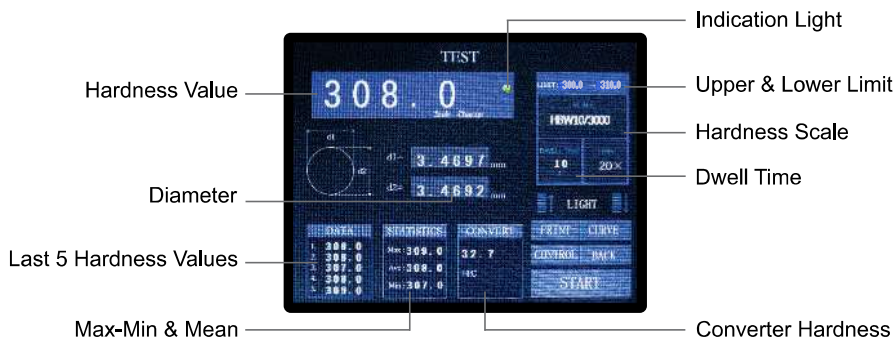 Indication Light
TEST
Hardness Value
308.0
Upper & Lower Limit
LIMIT: 300.0 - 310.0
HBW10/3000
Hardness Scale
d1
d2
d1= 3.4697 mm
10
20×
Dwell Time
d2= 3.4692 mm
Diameter
LIGHT
DATA
STATISTICS
CONVERT
PRINT
CURVE
1. 308.0
2. 308.0
3. 307.0
4. 308.0
5. 309.0
Max: 309.0
Ave: 308.0
Min: 307.0
32.7
HRC
CONTROL
BACK
START
Last 5 Hardness Values
Max-Min & Mean
Converter Hardness